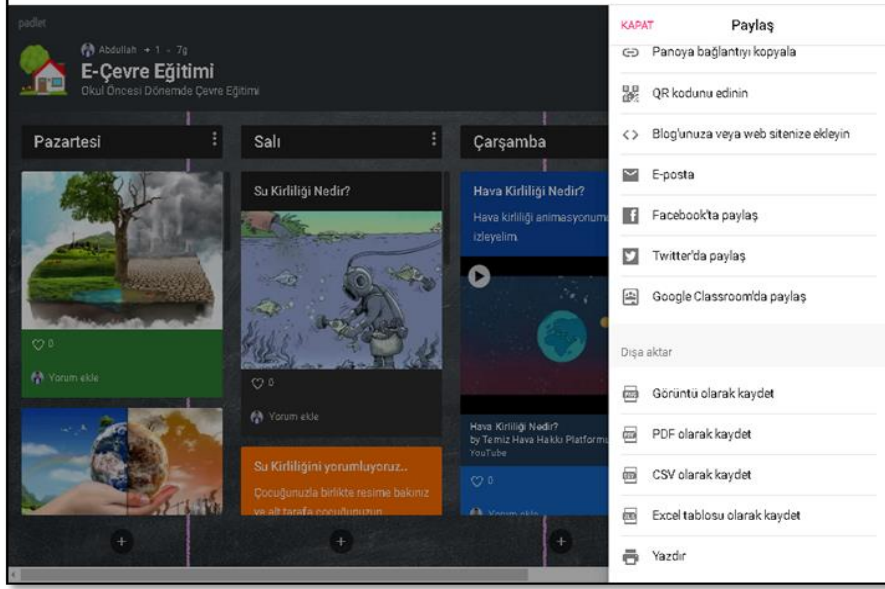 padlet
Abdullah + 1 - 7g
E-Çevre Eğitimi
Okul Öncesi Dönemde Çevre Eğitimi
Pazartesi
0
Yorum ekle
Salı
Su Kirliliği Nedir?
0
Yorum ekle
Su Kirliliğini yorumluyoruz..
Çocuğunuzla birlikte resime bakınız
ve alt tarafa çocuğunuzun
Çarşamba
Hava Kirliliği Nedir?
Hava kirliliği animasyonumu
izleyelim.
Hava Kirliliği Nedir?
by Temiz Hava Hakkı Platformu
YouTube
0
Yorum ekle
KAPAT
Paylaş
Panoya bağlantıyı kopyala
QR kodunu edinin
Blog'unuza veya web sitenize ekleyin
E-posta
Facebook'ta paylaş
Twitter'da paylaş
Google Classroom'da paylaş
Dışa aktar
Görüntü olarak kaydet
PDF olarak kaydet
CSV olarak kaydet
Excel tablosu olarak kaydet
Yazdır